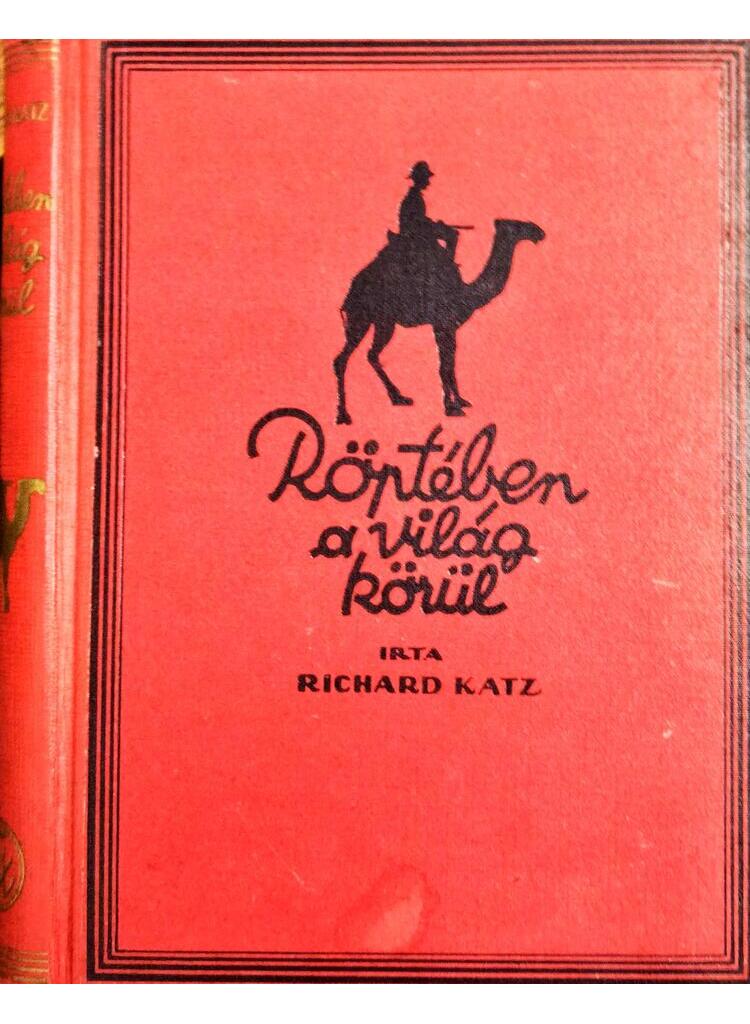 Röptében
a világ
körül
IRTA
RICHARD KATZ